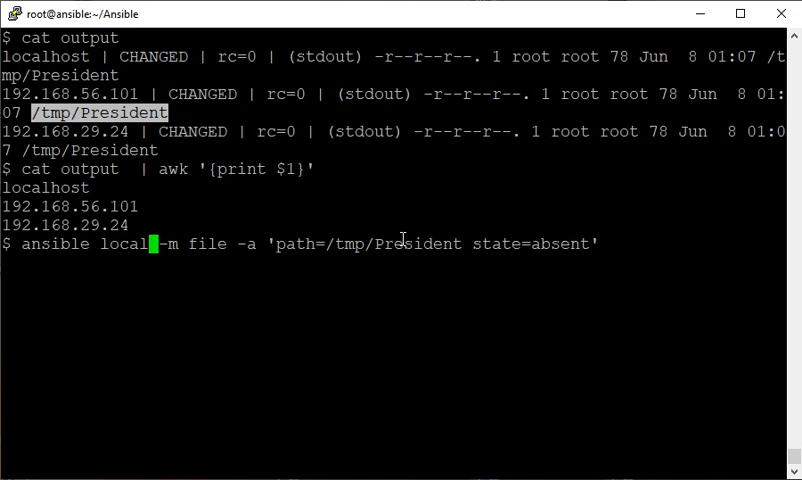 root@ansible:~/Ansible
$ cat output
localhost | CHANGED | rc=0 | (stdout) -r--r--r--. 1 root root 78 Jun  8 01:07 /t
mp/President
192.168.56.101 | CHANGED | rc=0 | (stdout) -r--r--r--. 1 root root 78 Jun  8 01:
07 /tmp/President
192.168.29.24 | CHANGED | rc=0 | (stdout) -r--r--r--. 1 root root 78 Jun  8 01:0
7 /tmp/President
$ cat output  | awk '{print $1}'
localhost
192.168.56.101
192.168.29.24
$ ansible local -m file -a 'path=/tmp/President state=absent'